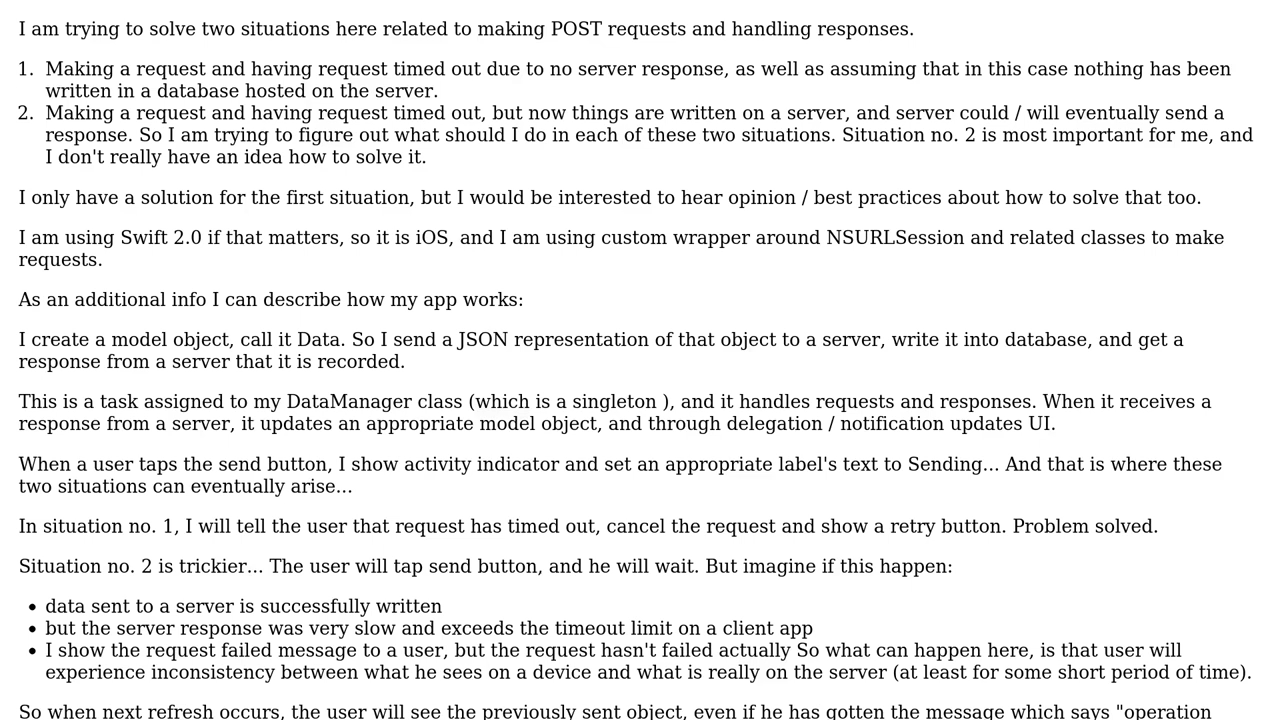 I am trying to solve two situations here related to making POST requests and handling responses.
1. Making a request and having request timed out due to no server response, as well as assuming that in this case nothing has been
written in a database hosted on the server.
2. Making a request and having request timed out, but now things are written on a server, and server could / will eventually send a
response. So I am trying to figure out what should I do in each of these two situations. Situation no. 2 is most important for me, and
I don't really have an idea how to solve it.
I only have a solution for the first situation, but I would be interested to hear opinion / best practices about how to solve that too.
I am using Swift 2.0 if that matters, so it is iOS, and I am using custom wrapper around NSURLSession and related classes to make
requests.
As an additional info I can describe how my app works:
I create a model object, call it Data. So I send a JSON representation of that object to a server, write it into database, and get a
response from a server that it is recorded.
This is a task assigned to my DataManager class (which is a singleton ), and it handles requests and responses. When it receives a
response from a server, it updates an appropriate model object, and through delegation / notification updates UI.
When a user taps the send button, I show activity indicator and set an appropriate label's text to Sending... And that is where these
two situations can eventually arise...
In situation no. 1, I will tell the user that request has timed out, cancel the request and show a retry button. Problem solved.
Situation no. 2 is trickier... The user will tap send button, and he will wait. But imagine if this happen:
• data sent to a server is successfully written
• but the server response was very slow and exceeds the timeout limit on a client app
• I show the request failed message to a user, but the request hasn't failed actually So what can happen here, is that user will
experience inconsistency between what he sees on a device and what is really on the server (at least for some short period of time).
So when next refresh occurs, the user will see the previously sent object, even if he has gotten the message which says "operation